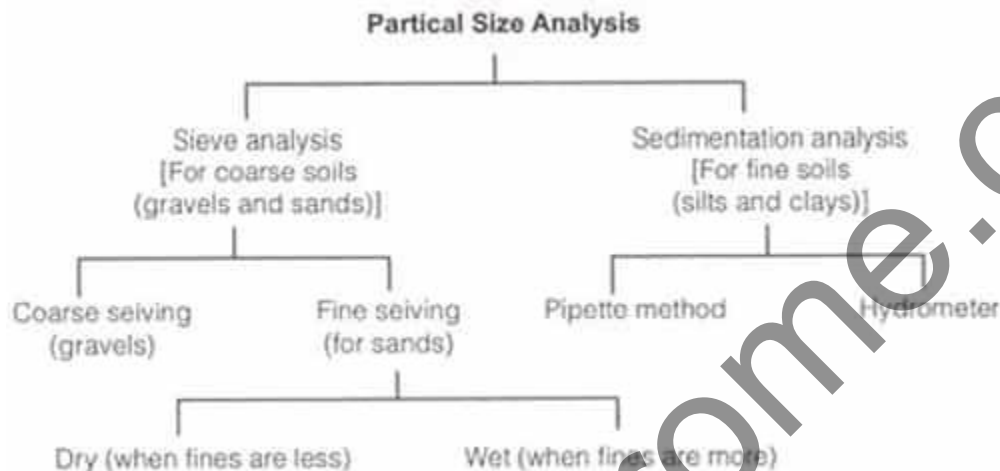 Partical Size Analysis
Sieve analysis
[For coarse soils
(gravels and sands)]
Sedimentation analysis
[For fine soils
(silts and clays)]
Coarse seiving
(gravels)
Fine seiving
(for sands)
Pipette method
Hydrometer
Dry (when fines are less)
Wet (when fines are more)